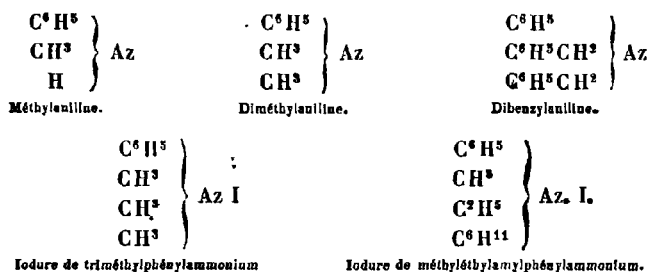 C⁶H⁵ C⁶H⁵ C⁶H⁵
CH³ } Az CH³ } Az C⁶H⁵CH² } Az
H CH³ C⁶H⁵CH²
Méthylaniline. Diméthylaniline. Dibenzylaniline.
C⁶H⁵ C⁶H⁵
CH³ CH³
CH³ } Az I C²H⁵ } Az. I.
CH³ C⁶H¹¹
Iodure de triméthylphénylammonium Iodure de méthyléthylamylphénylammonium.